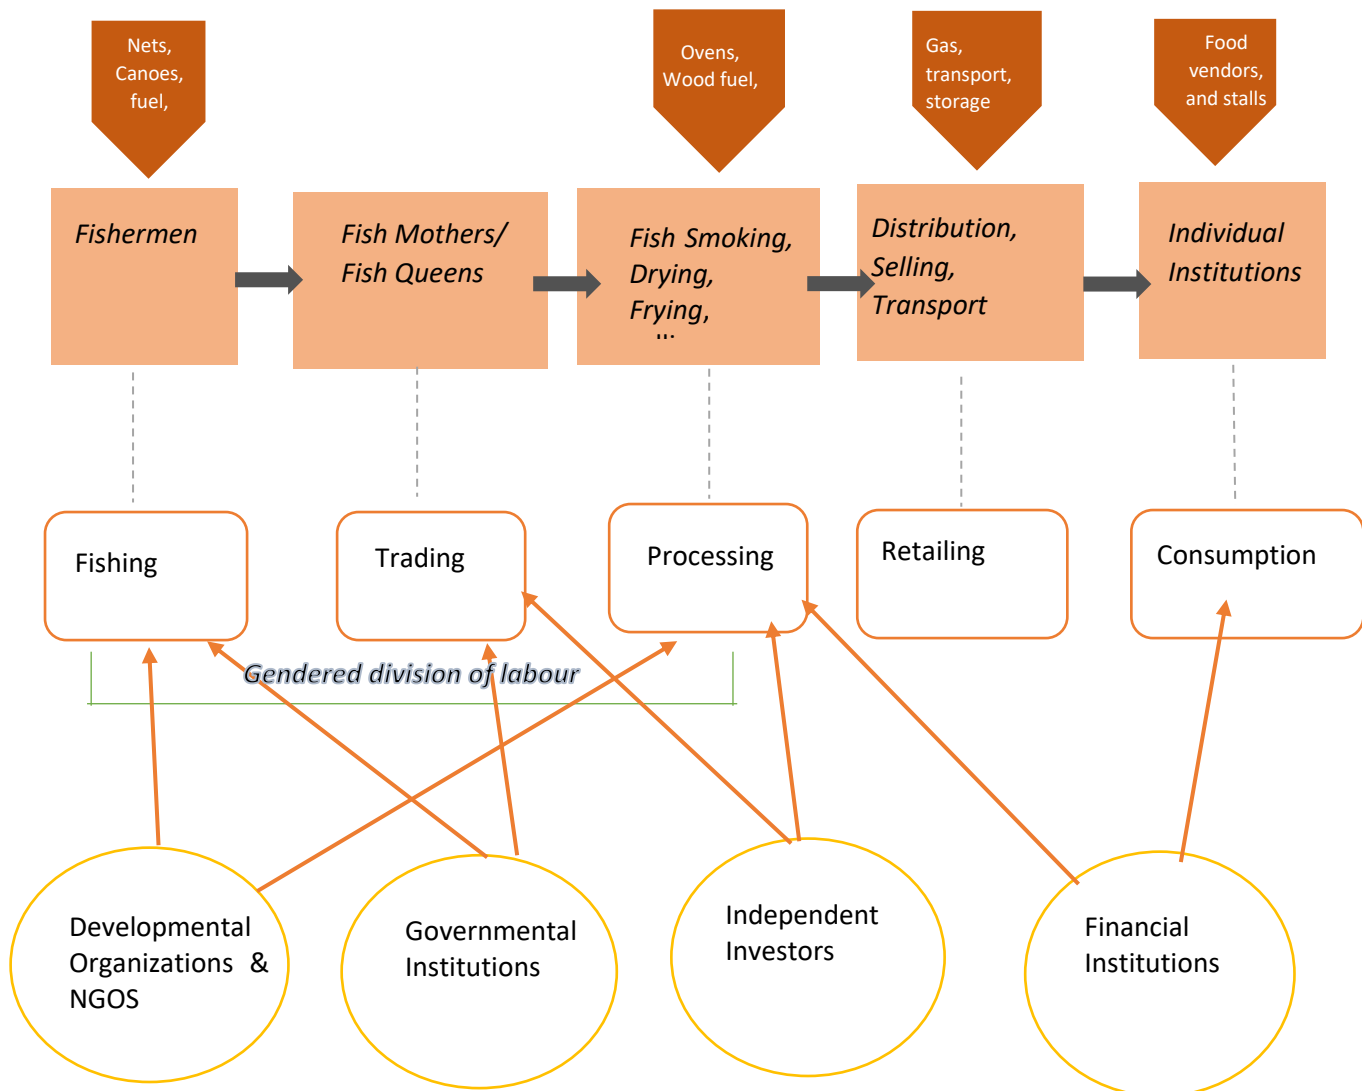 Nets,
Canoes,
fuel,
Ovens,
Wood fuel,
Gas,
transport,
storage
Food
vendors,
and stalls
Fishermen
Fish Mothers/
Fish Queens
Fish Smoking,
Drying,
Frying,
Distribution,
Selling,
Transport
Individual
Institutions
Fishing
Trading
Processing
Retailing
Consumption
Gendered division of labour
Developmental
Organizations &
NGOS
Governmental
Institutions
Independent
Investors
Financial
Institutions